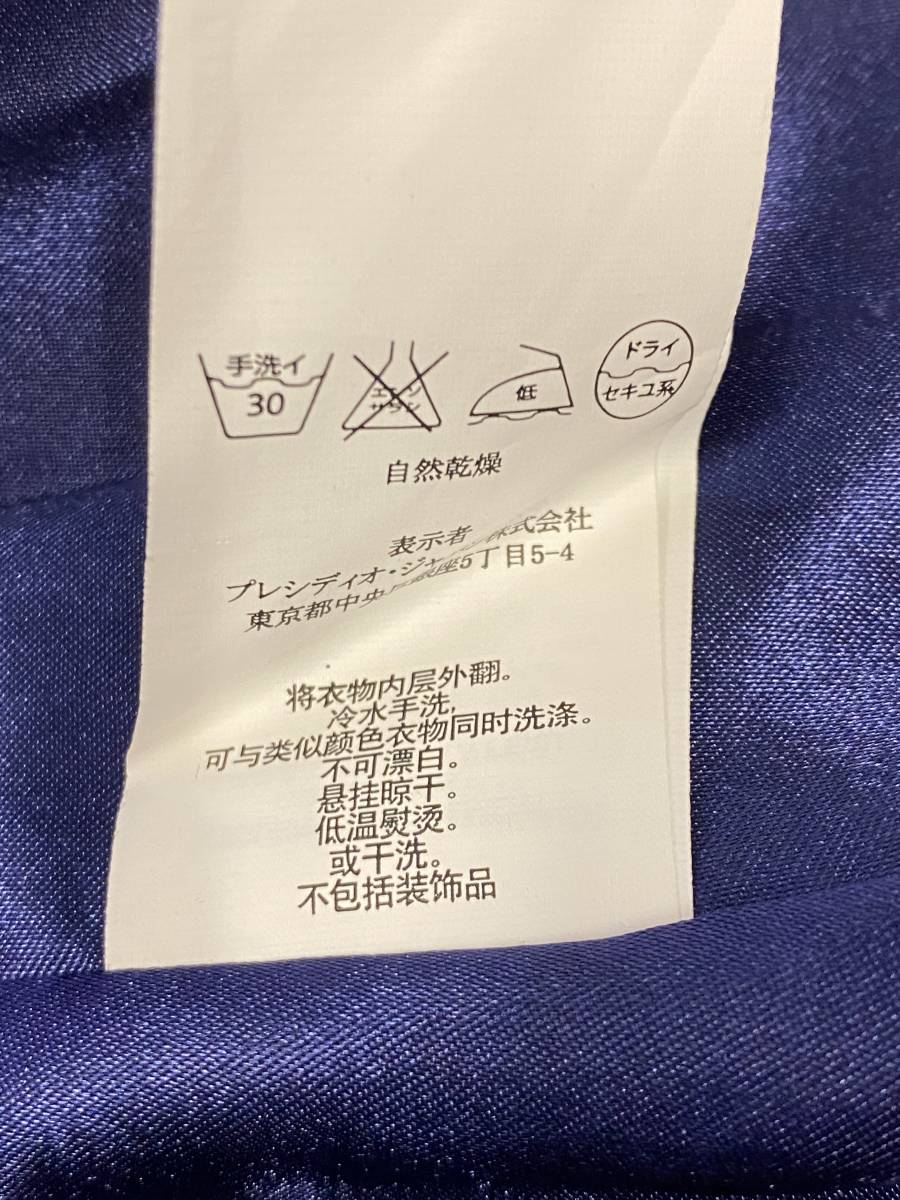 手洗イ
30
エンソ
サラシ
低
ドライ
セキユ系
自然乾燥
表示者
プレシディオ・ジャ 株式会社
東京都中央 座5丁目5-4
将衣物内层外翻。
冷水手洗,
可与类似颜色衣物同时洗涤。
不可漂白。
悬挂晾干。
低温熨烫。
或干洗。
不包括装饰品